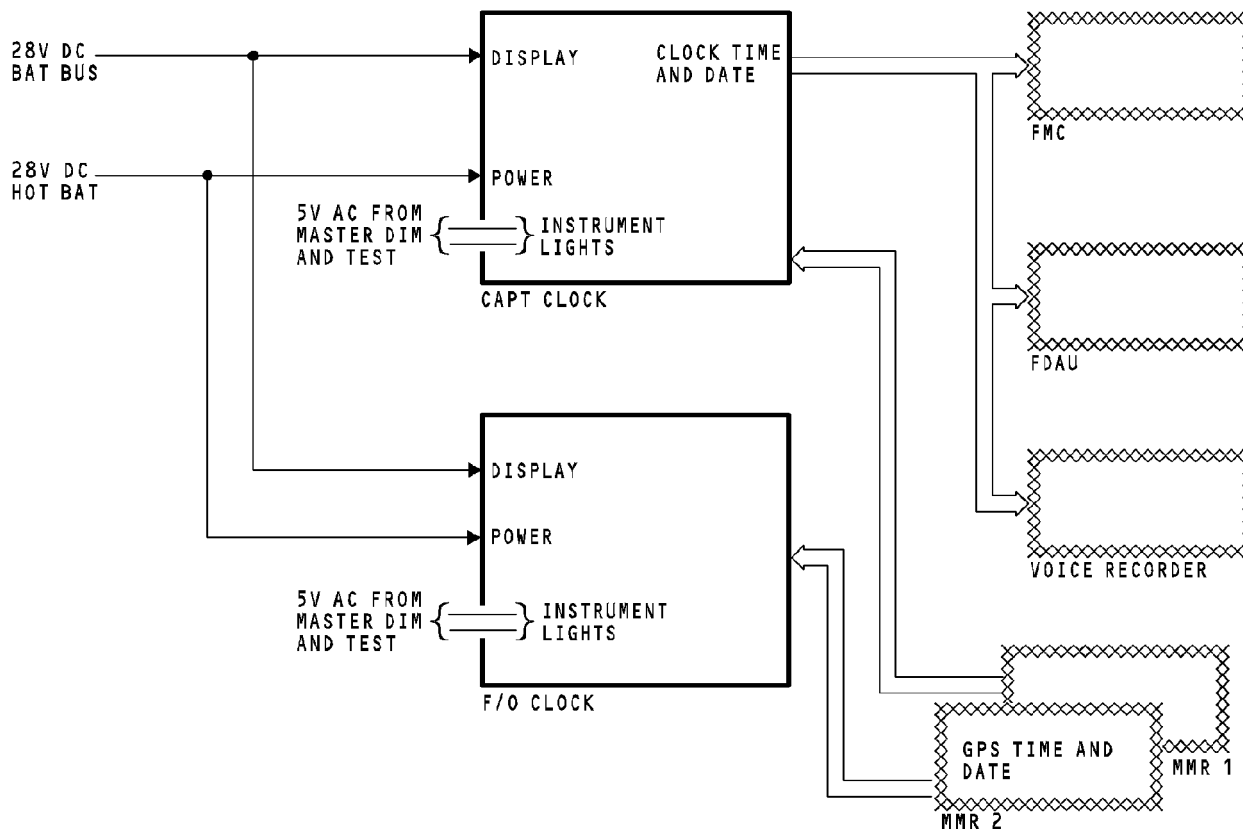 28V DC
BAT BUS
DISPLAY
CLOCK TIME
AND DATE
FMC
28V DC
HOT BAT
POWER
5V AC FROM
MASTER DIM
AND TEST
INSTRUMENT
LIGHTS
CAPT CLOCK
FDAU
DISPLAY
POWER
VOICE RECORDER
5V AC FROM
MASTER DIM
AND TEST
INSTRUMENT
LIGHTS
F/O CLOCK
GPS TIME AND
DATE
MMR 1
MMR 2